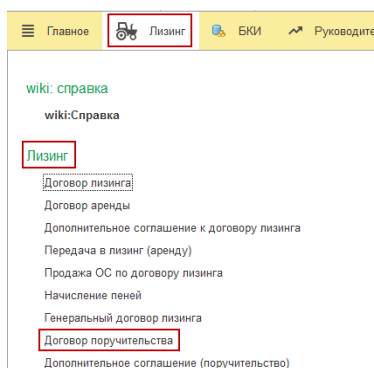 Главное Лизинг БКИ Руководите
wiki: справка
wiki:Справка
Лизинг
Договор лизинга
Договор аренды
Дополнительное соглашение к договору лизинга
Передача в лизинг (аренду)
Продажа ОС по договору лизинга
Начисление пеней
Генеральный договор лизинга
Договор поручительства
Дополнительное соглашение (поручительство)